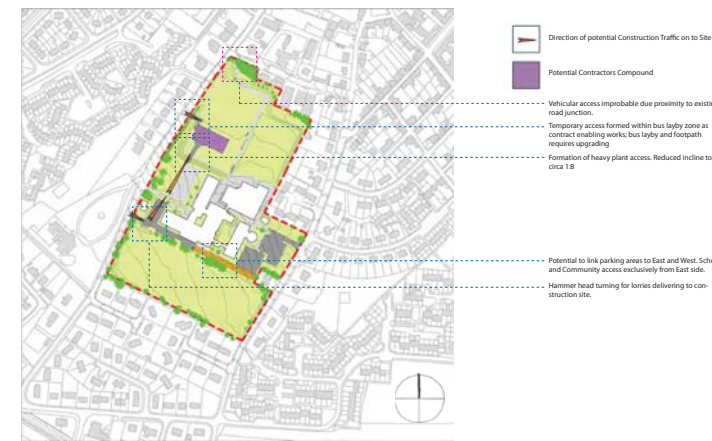 Direction of potential Construction Traffic on to Site
Potential Contractors Compound
Vehicular access improbable due proximity to existin
road junction.
Temporary access formed within bus layby zone as
contract enabling works; bus layby and footpath
requires upgrading
Formation of heavy plant access. Reduced incline to
circa 1:8
Potential to link parking areas to East and West. Scho
and Community access exclusively from East side.
Hammer head turning for lorries delivering to con-
struction site.